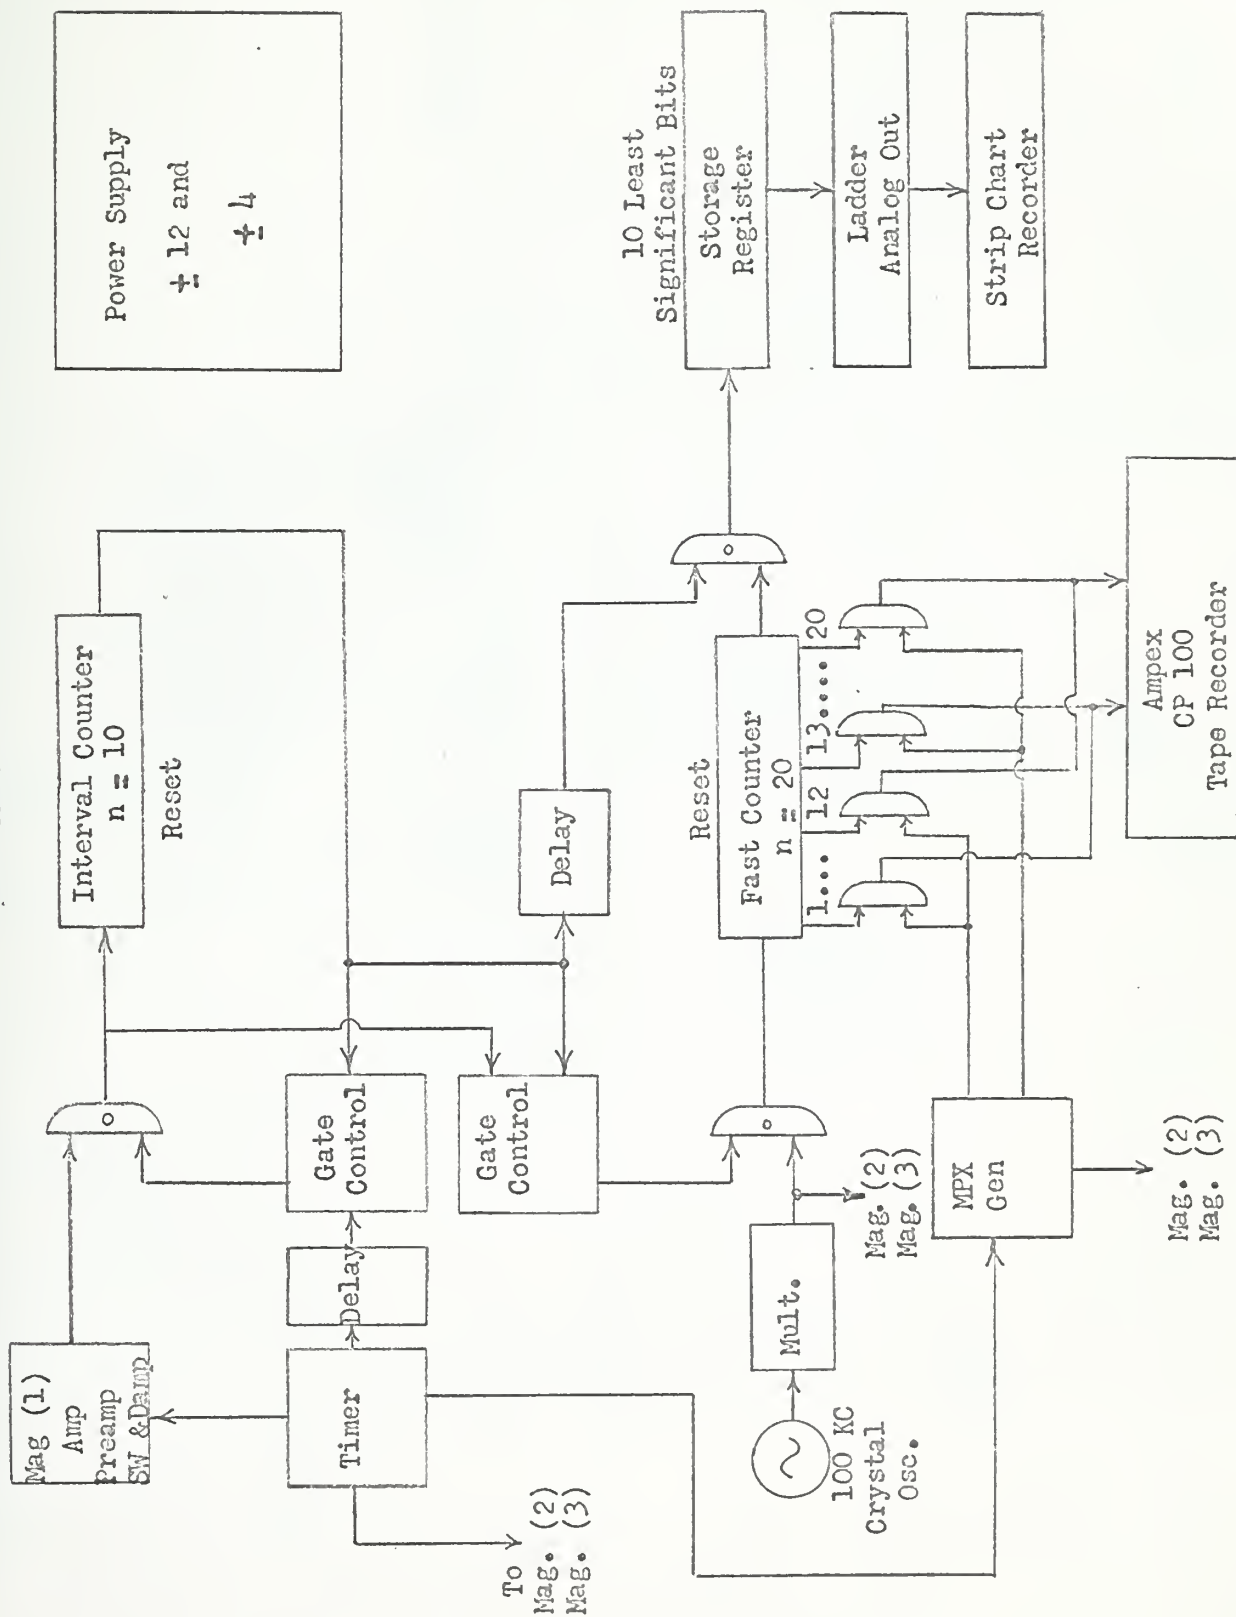 Mag (1)
Amp
Preamp
SW &Damp
Interval Counter
n = 10
Reset
Power Supply
± 12 and
± 4
Timer
Delay
Gate
Control
Gate
Control
Delay
To
Mag. (2)
Mag. (3)
10 Least
Significant Bits
Storage
Register
Ladder
Analog Out
Strip Chart
Recorder
100 KC
Crystal
Osc.
Mult.
Mag. (2)
Mag. (3)
Reset
Fast Counter
n = 20
1.... 12 13..... 20
MPX
Gen
Mag. (2)
Mag. (3)
Ampex
CP 100
Tape Recorder